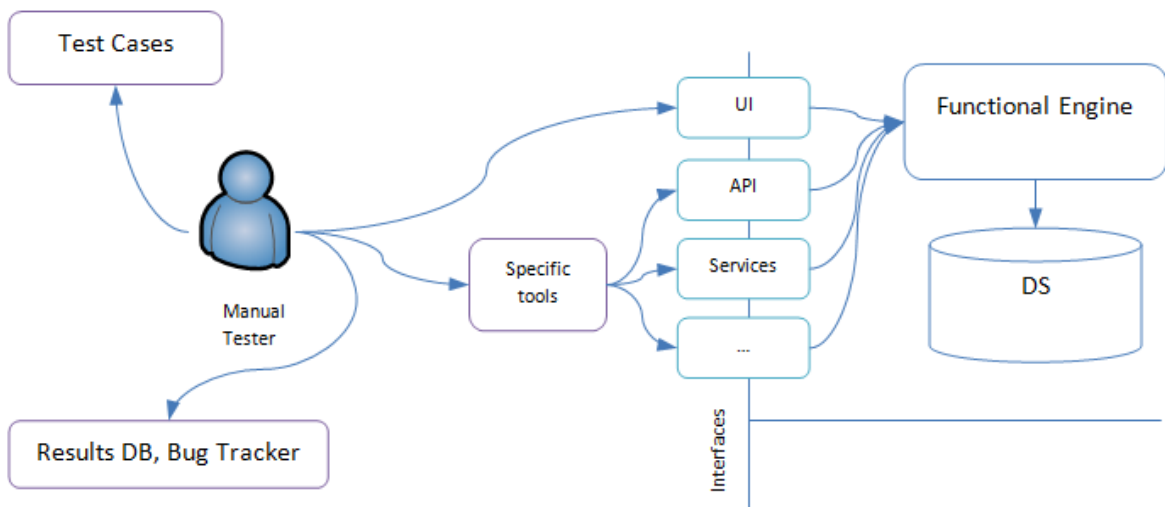 Test Cases
UI
Functional Engine
API
Specific
tools
Services
DS
Manual
Tester
...
Results DB, Bug Tracker
Interfaces